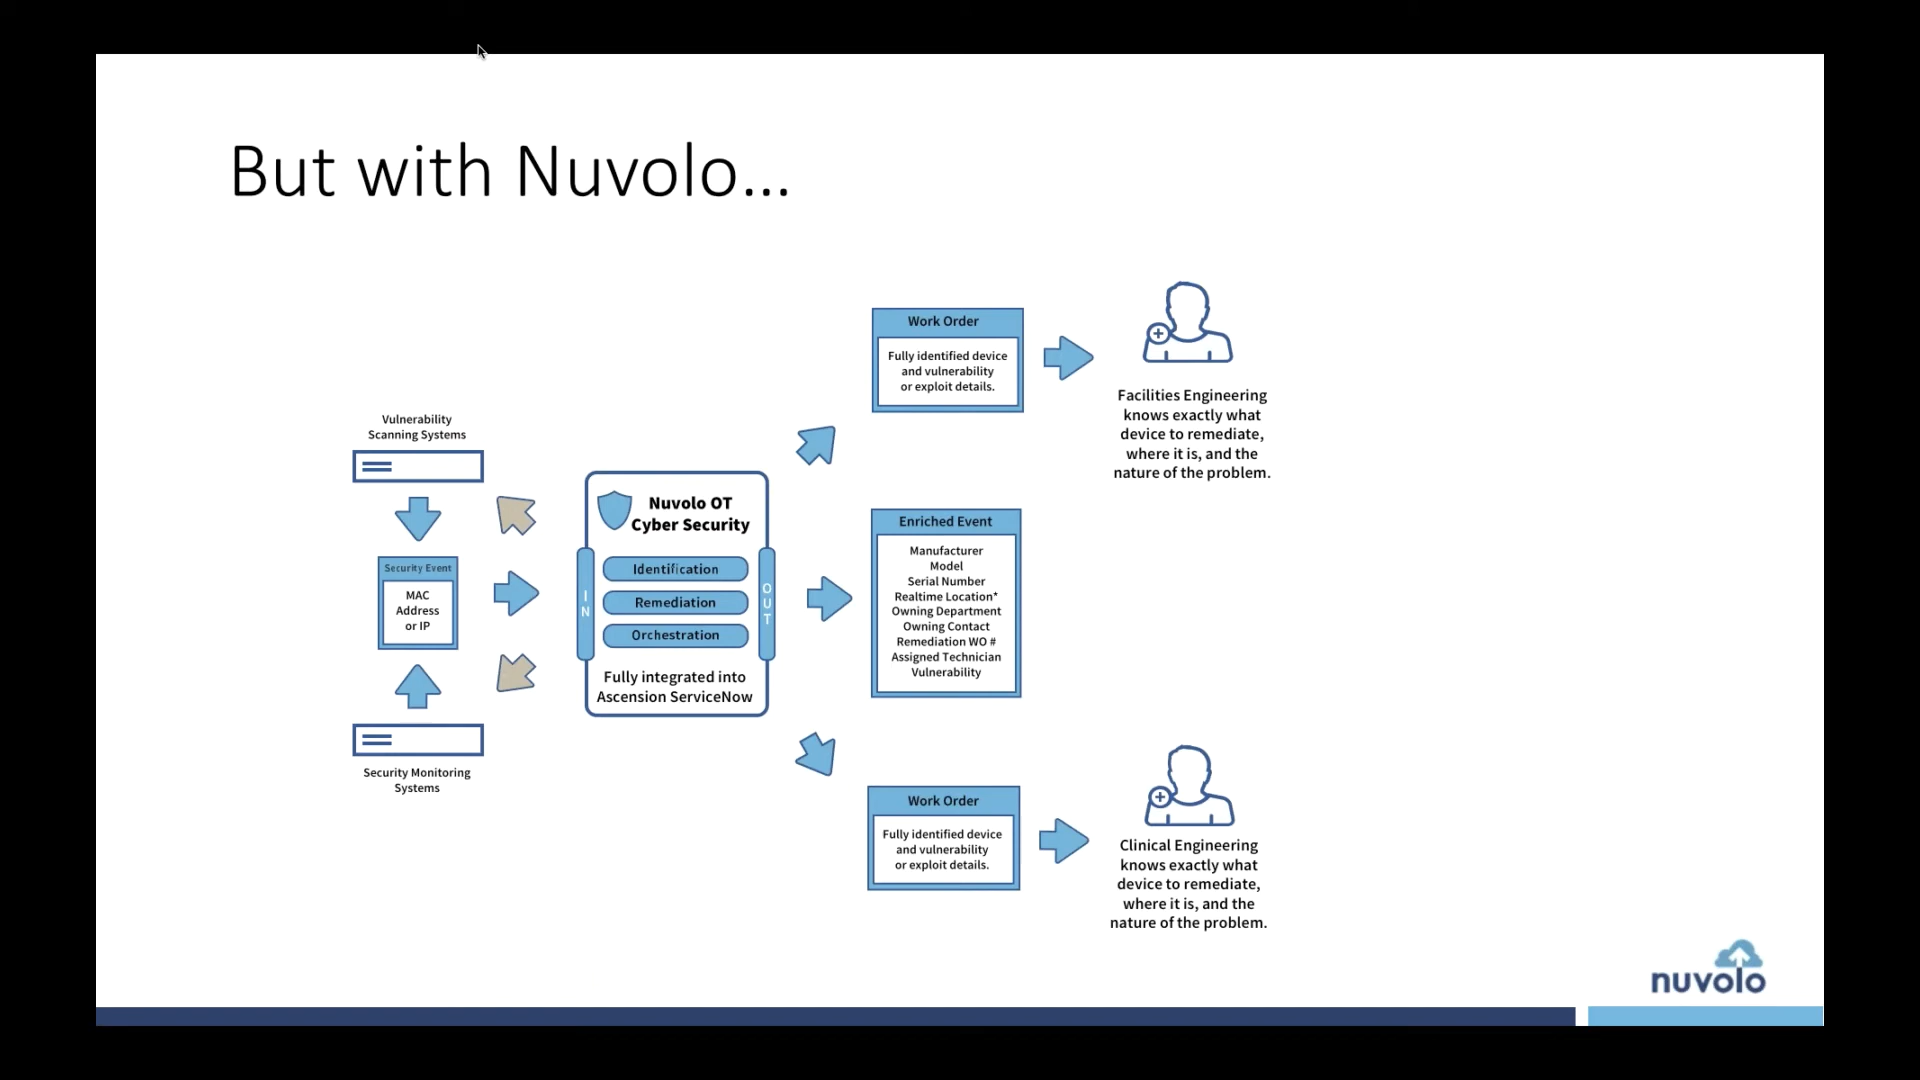 But with Nuvolo...
Vulnerability
Scanning Systems
Security Event
MAC
Address
or IP
Security Monitoring
Systems
Nuvolo OT
Cyber Security
IN
Identification
Remediation
Orchestration
OUT
Fully integrated into
Ascension ServiceNow
Work Order
Fully identified device
and vulnerability
or exploit details.
Facilities Engineering
knows exactly what
device to remediate,
where it is, and the
nature of the problem.
Enriched Event
Manufacturer
Model
Serial Number
Realtime Location*
Owning Department
Owning Contact
Remediation WO #
Assigned Technician
Vulnerability
Work Order
Fully identified device
and vulnerability
or exploit details.
Clinical Engineering
knows exactly what
device to remediate,
where it is, and the
nature of the problem.
nuvolo